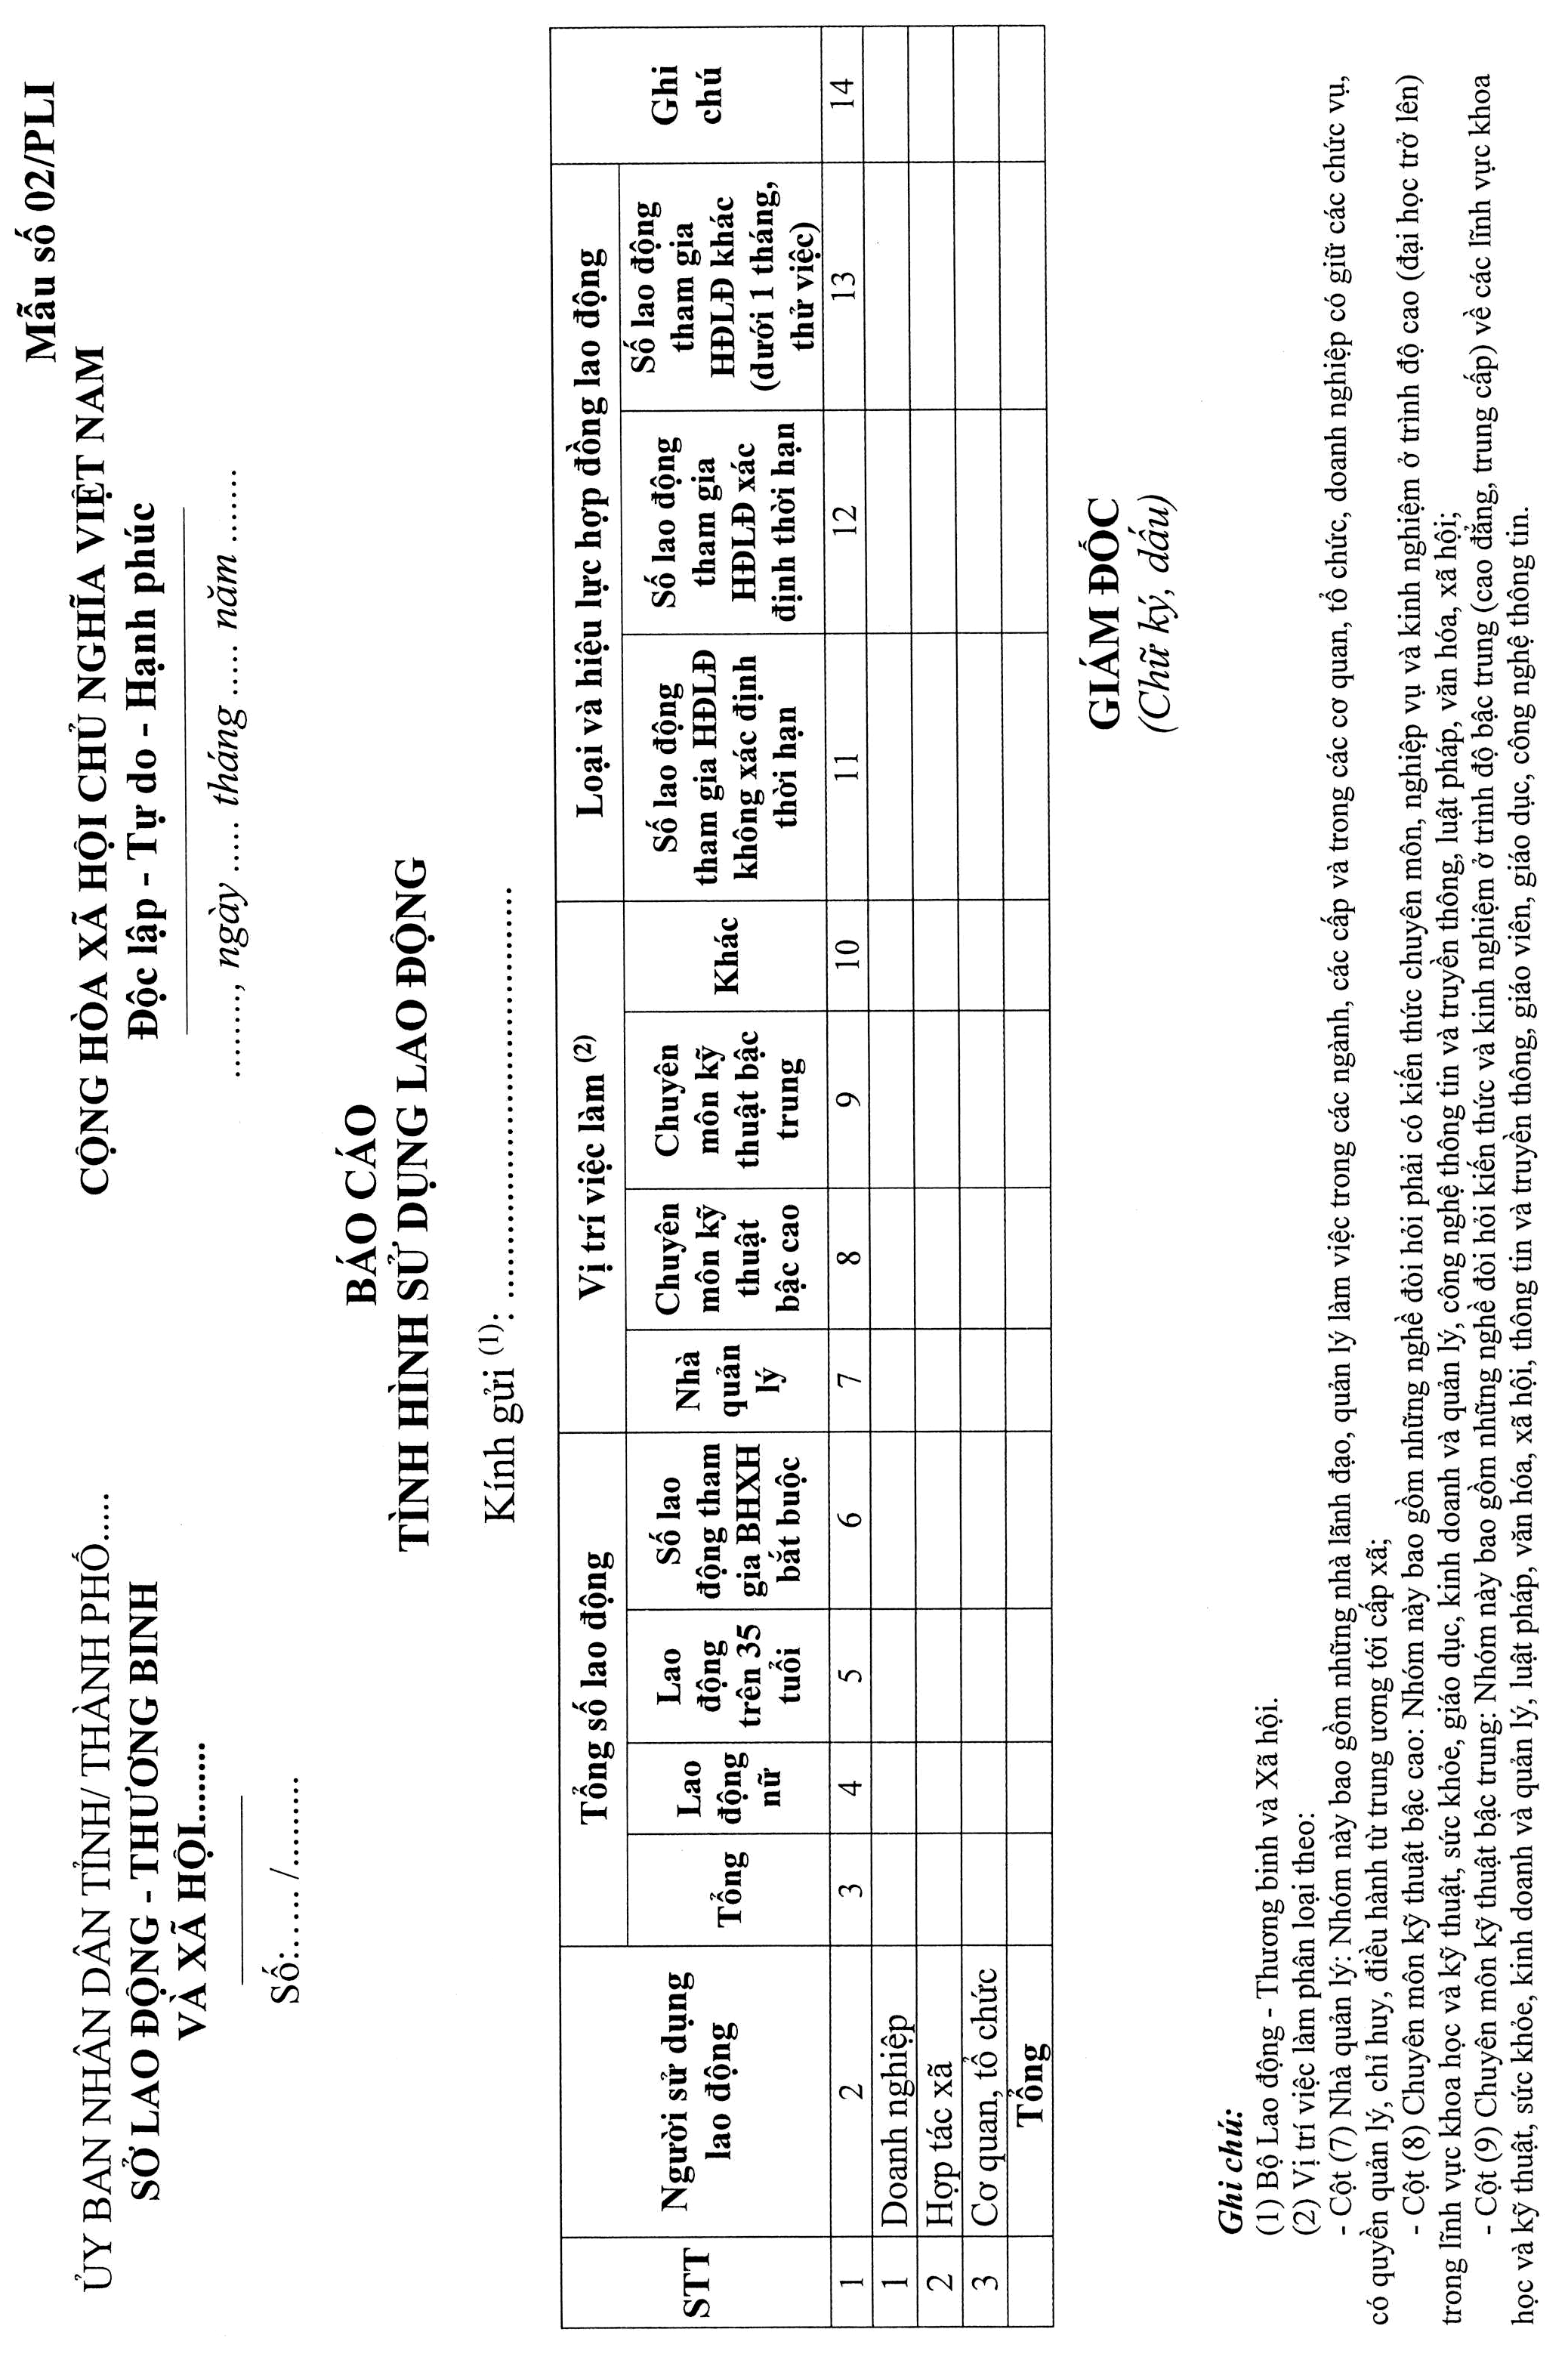 Mẫu số 02/PLI
ỦY BAN NHÂN DÂN TỈNH/ THÀNH PHỐ.....
SỞ LAO ĐỘNG - THƯƠNG BINH
VÀ XÃ HỘI........
Số:...... /.........
CỘNG HÒA XÃ HỘI CHỦ NGHĨA VIỆT NAM
Độc lập - Tự do - Hạnh phúc
........, ngày ..... tháng ..... năm .......
BÁO CÁO
TÌNH HÌNH SỬ DỤNG LAO ĐỘNG
Kính gửi (1): ........................................
STT
Người sử dụng
lao động
Tổng số lao động
Vị trí việc làm (2)
Loại và hiệu lực hợp đồng lao động
Ghi
chú
Tổng
Lao
động
nữ
Lao
động
trên 35
tuổi
Số lao
động tham
gia BHXH
bắt buộc
Nhà
quản
lý
Chuyên
môn kỹ
thuật
bậc cao
Chuyên
môn kỹ
thuật bậc
trung
Khác
Số lao động
tham gia HĐLĐ
không xác định
thời hạn
Số lao động
tham gia
HĐLĐ xác
định thời hạn
Số lao động
tham gia
HĐLĐ khác
(dưới 1 tháng,
thử việc)
1 2 3 4 5 6 7 8 9 10 11 12 13 14
1 Doanh nghiệp
2 Hợp tác xã
3 Cơ quan, tổ chức
Tổng
GIÁM ĐỐC
(Chữ ký, dấu)
Ghi chú:
(1) Bộ Lao động - Thương binh và Xã hội.
(2) Vị trí việc làm phân loại theo:
- Cột (7) Nhà quản lý: Nhóm này bao gồm những nhà lãnh đạo, quản lý làm việc trong các ngành, các cấp và trong các cơ quan, tổ chức, doanh nghiệp có giữ các chức vụ,
có quyền quản lý, chỉ huy, điều hành từ trung ương tới cấp xã;
- Cột (8) Chuyên môn kỹ thuật bậc cao: Nhóm này bao gồm những nghề đòi hỏi phải có kiến thức chuyên môn, nghiệp vụ và kinh nghiệm ở trình độ cao (đại học trở lên)
trong lĩnh vực khoa học và kỹ thuật, sức khỏe, giáo dục, kinh doanh và quản lý, công nghệ thông tin và truyền thông, luật pháp, văn hóa, xã hội;
- Cột (9) Chuyên môn kỹ thuật bậc trung: Nhóm này bao gồm những nghề đòi hỏi kiến thức và kinh nghiệm ở trình độ bậc trung (cao đẳng, trung cấp) về các lĩnh vực khoa
học và kỹ thuật, sức khỏe, kinh doanh và quản lý, luật pháp, văn hóa, xã hội, thông tin và truyền thông, giáo viên, giáo dục, công nghệ thông tin.